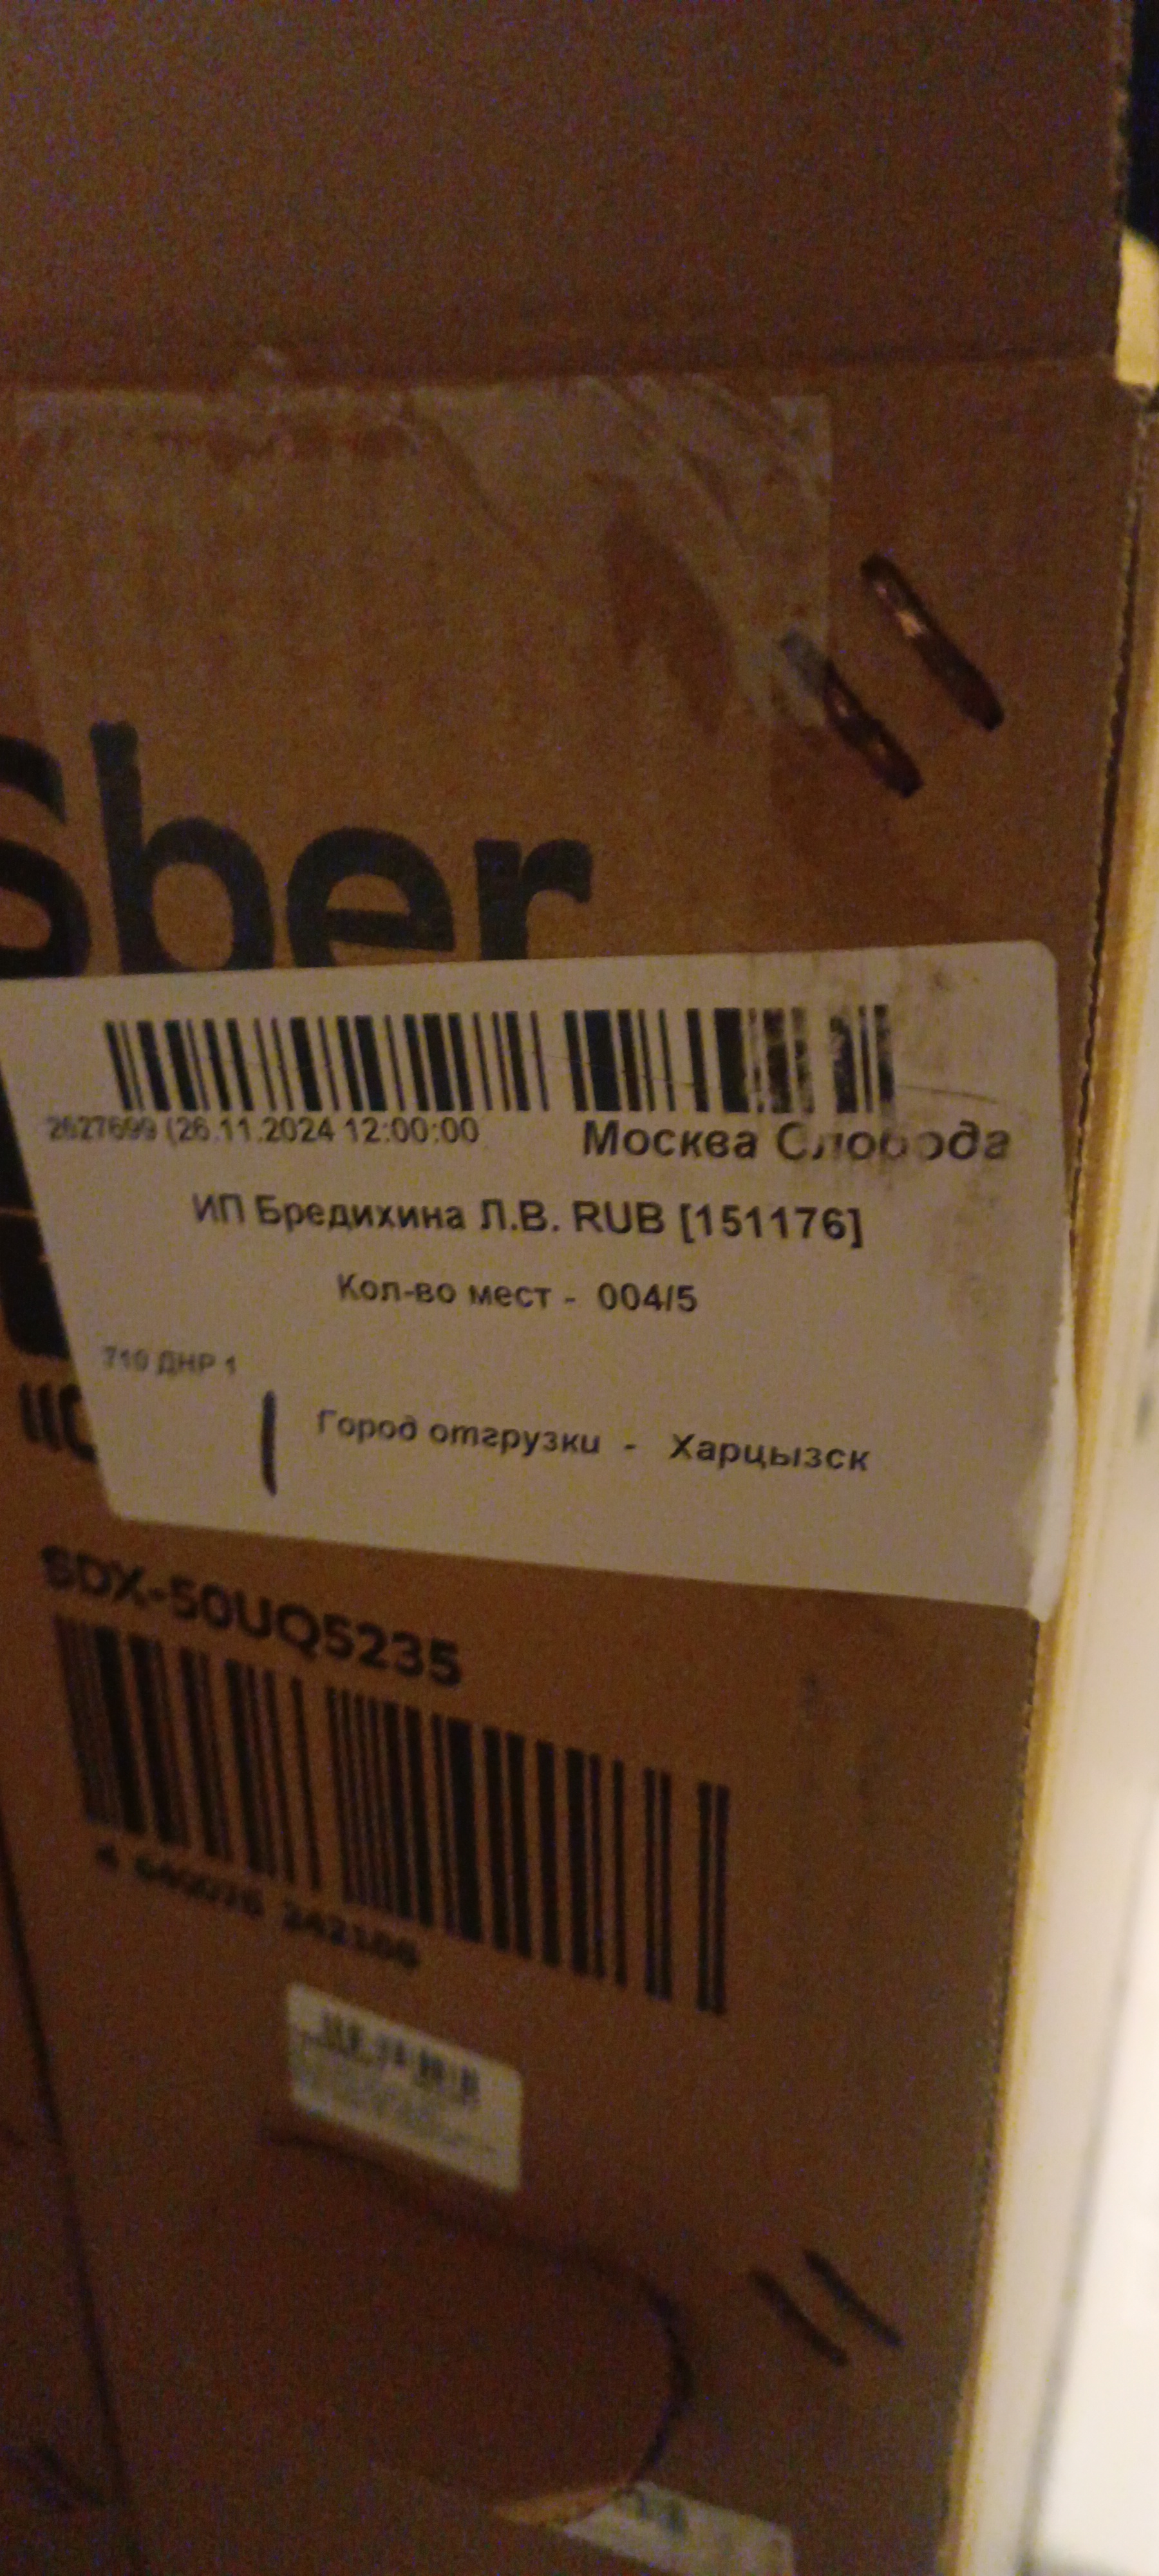 Sber
2627699 (26.11.2024 12:00:00
Москва Слобода
ИП Бредихина Л.В. RUB [151176]
Кол-во мест - 004/5
710 ДНР 1
Город отгрузки - Харцызск
SDX-50UQ5235